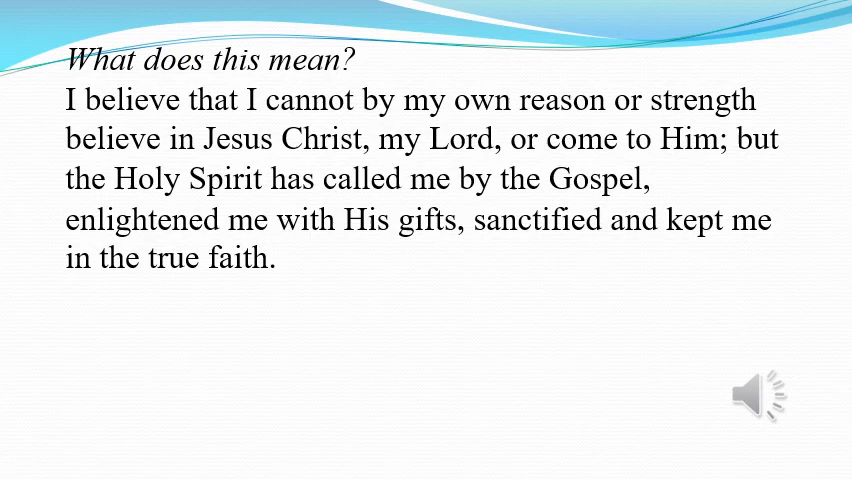 What does this mean?
I believe that I cannot by my own reason or strength
believe in Jesus Christ, my Lord, or come to Him; but
the Holy Spirit has called me by the Gospel,
enlightened me with His gifts, sanctified and kept me
in the true faith.